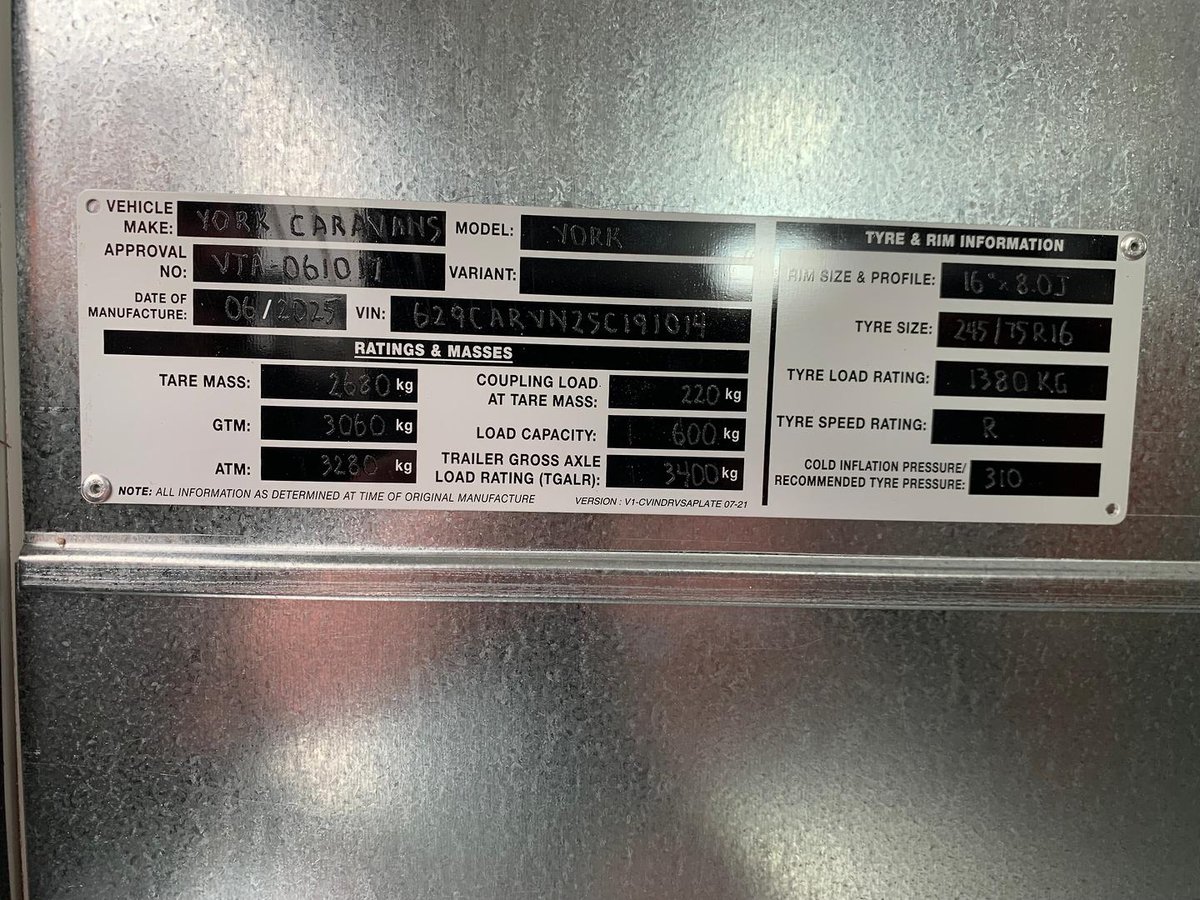 VEHICLE MAKE: YORK CARAVANS
MODEL: YORK
APPROVAL NO: VTA-061017
VARIANT:
DATE OF MANUFACTURE: 06/2025
VIN: 629CARVN25C191014
RATINGS & MASSES
TARE MASS: 2680 kg
COUPLING LOAD AT TARE MASS: 220 kg
GTM: 3060 kg
LOAD CAPACITY: 600 kg
ATM: 3280 kg
TRAILER GROSS AXLE LOAD RATING (TGALR): 3400 kg
NOTE: ALL INFORMATION AS DETERMINED AT TIME OF ORIGINAL MANUFACTURE
VERSION : V1-CVINDRVSAPLATE 07-21
TYRE & RIM INFORMATION
RIM SIZE & PROFILE: 16" x 8.0J
TYRE SIZE: 245/75R16
TYRE LOAD RATING: 1380 KG
TYRE SPEED RATING: R
COLD INFLATION PRESSURE/
RECOMMENDED TYRE PRESSURE: 310